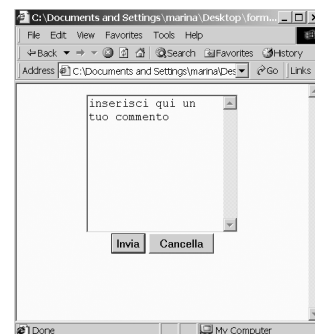 C:\Documents and Settings\marina\Desktop\form...
File Edit View Favorites Tools Help
Back Search Favorites History
Address C:\Documents and Settings\marina\Des Go Links
inserisci qui un
tuo commento
Invia Cancella
Done My Computer